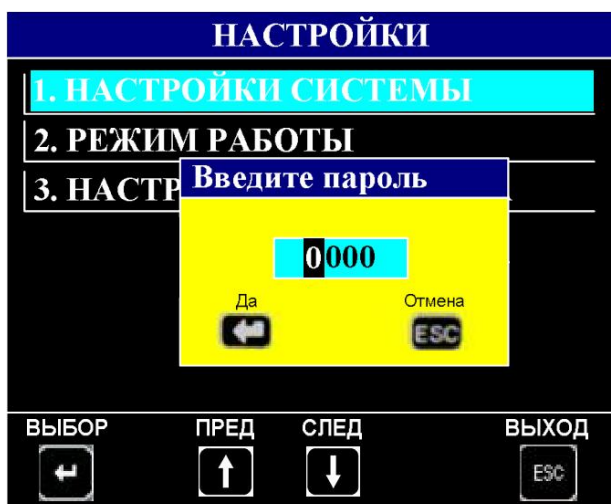 НАСТРОЙКИ
1. НАСТРОЙКИ СИСТЕМЫ
2. РЕЖИМ РАБОТЫ
3. НАСТР
Введите пароль
0000
Да
Отмена
ESC
ВЫБОР
ПРЕД
СЛЕД
ВЫХОД
ESC